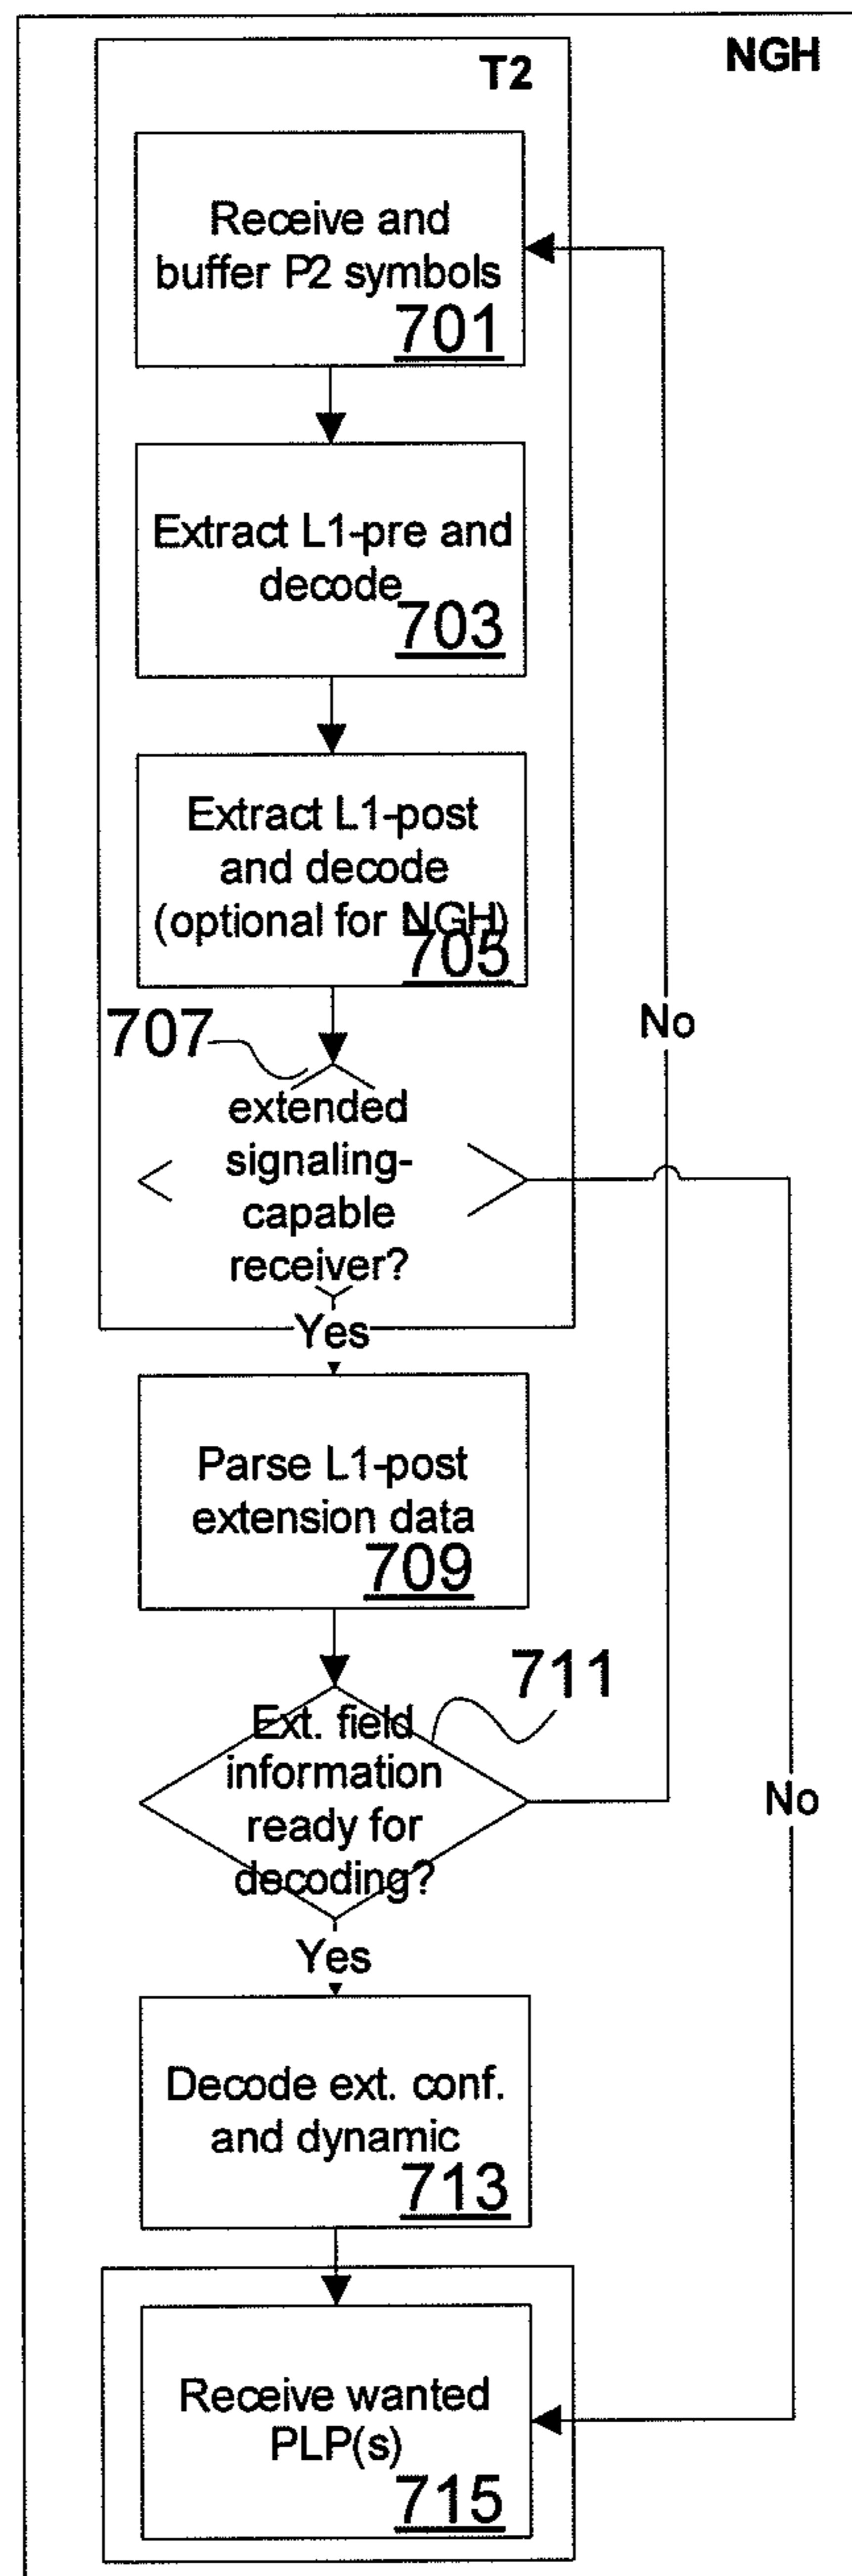 NGH
T2
Receive and
buffer P2 symbols
701
Extract L1-pre and
decode
703
Extract L1-post
and decode
(optional for NGH)
705
707
No
extended
signaling-
capable
receiver?
Yes
Parse L1-post
extension data
709
711
Ext. field
information
ready for
decoding?
No
Yes
Decode ext. conf.
and dynamic
713
Receive wanted
PLP(s)
715